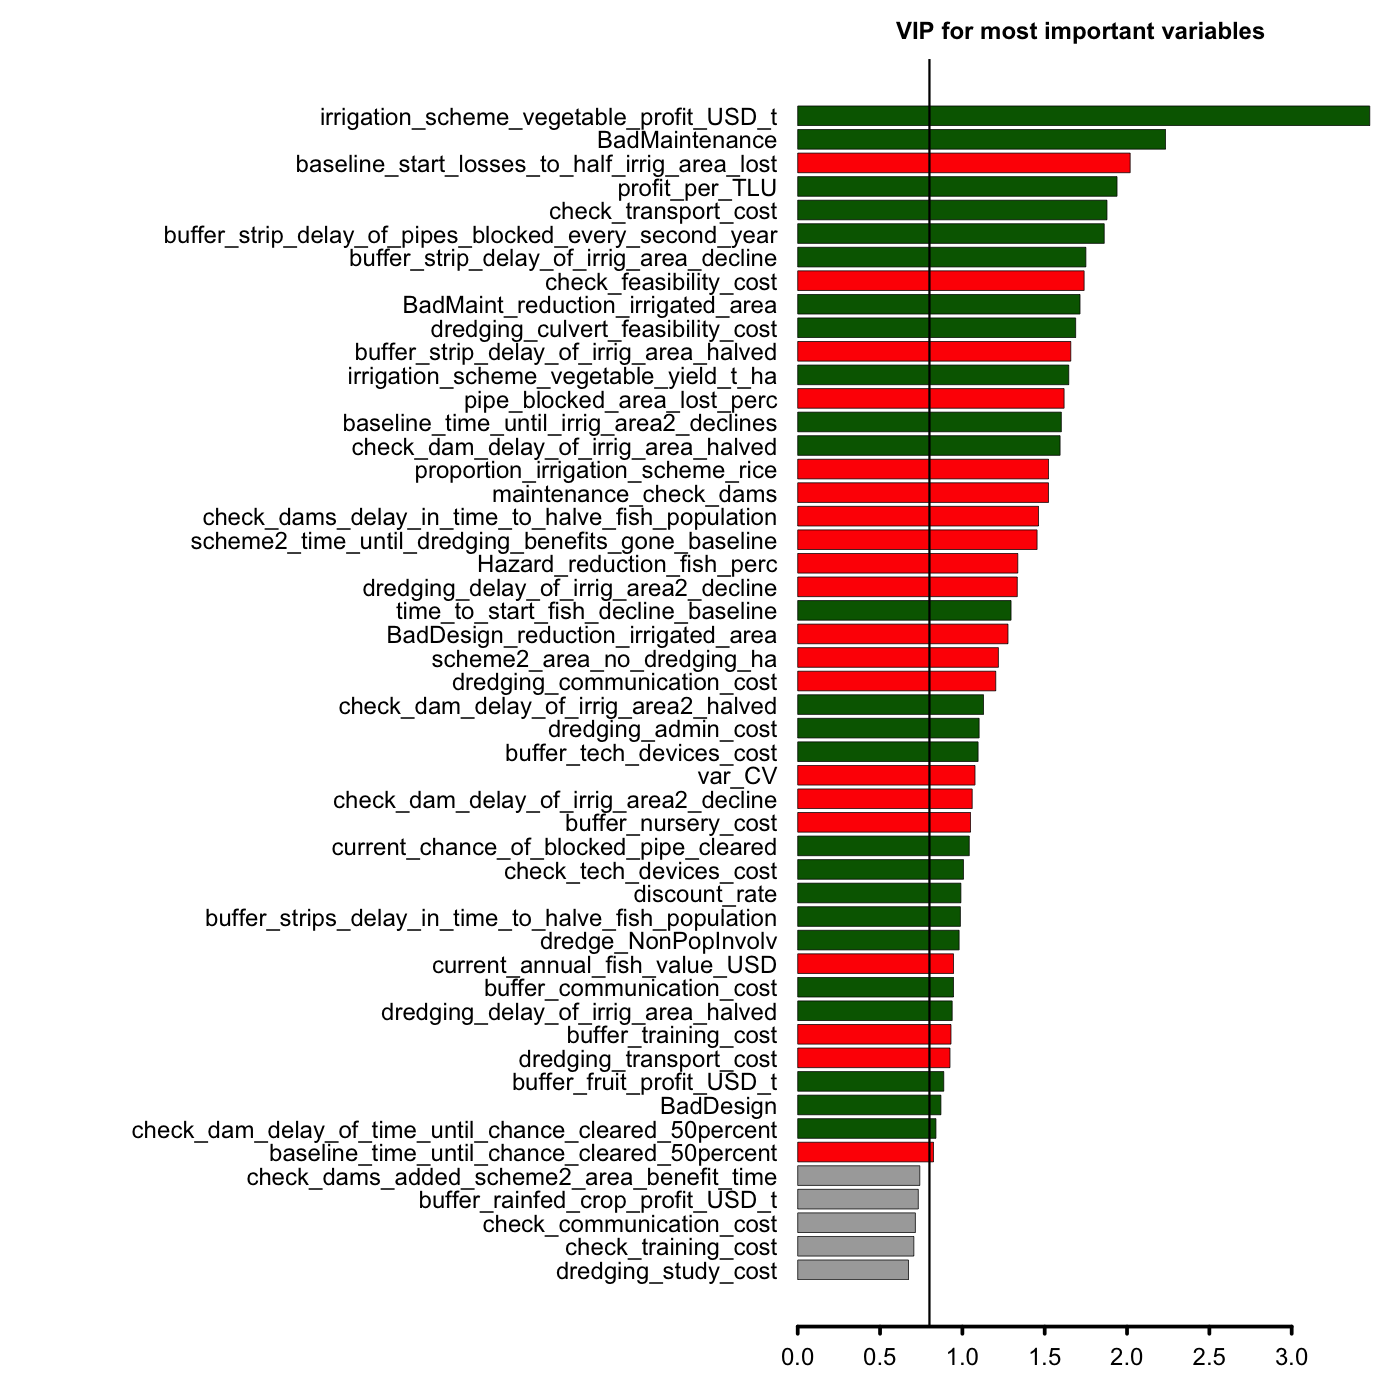 VIP for most important variables
irrigation_scheme_vegetable_profit_USD_t
BadMaintenance
baseline_start_losses_to_half_irrig_area_lost
profit_per_TLU
check_transport_cost
buffer_strip_delay_of_pipes_blocked_every_second_year
buffer_strip_delay_of_irrig_area_decline
check_feasibility_cost
BadMaint_reduction_irrigated_area
dredging_culvert_feasibility_cost
buffer_strip_delay_of_irrig_area_halved
irrigation_scheme_vegetable_yield_t_ha
pipe_blocked_area_lost_perc
baseline_time_until_irrig_area2_declines
check_dam_delay_of_irrig_area_halved
proportion_irrigation_scheme_rice
maintenance_check_dams
check_dams_delay_in_time_to_halve_fish_population
scheme2_time_until_dredging_benefits_gone_baseline
Hazard_reduction_fish_perc
dredging_delay_of_irrig_area2_decline
time_to_start_fish_decline_baseline
BadDesign_reduction_irrigated_area
scheme2_area_no_dredging_ha
dredging_communication_cost
check_dam_delay_of_irrig_area2_halved
dredging_admin_cost
buffer_tech_devices_cost
var_CV
check_dam_delay_of_irrig_area2_decline
buffer_nursery_cost
current_chance_of_blocked_pipe_cleared
check_tech_devices_cost
discount_rate
buffer_strips_delay_in_time_to_halve_fish_population
dredge_NonPopInvolv
current_annual_fish_value_USD
buffer_communication_cost
dredging_delay_of_irrig_area_halved
buffer_training_cost
dredging_transport_cost
buffer_fruit_profit_USD_t
BadDesign
check_dam_delay_of_time_until_chance_cleared_50percent
baseline_time_until_chance_cleared_50percent
check_dams_added_scheme2_area_benefit_time
buffer_rainfed_crop_profit_USD_t
check_communication_cost
check_training_cost
dredging_study_cost
0.0 0.5 1.0 1.5 2.0 2.5 3.0